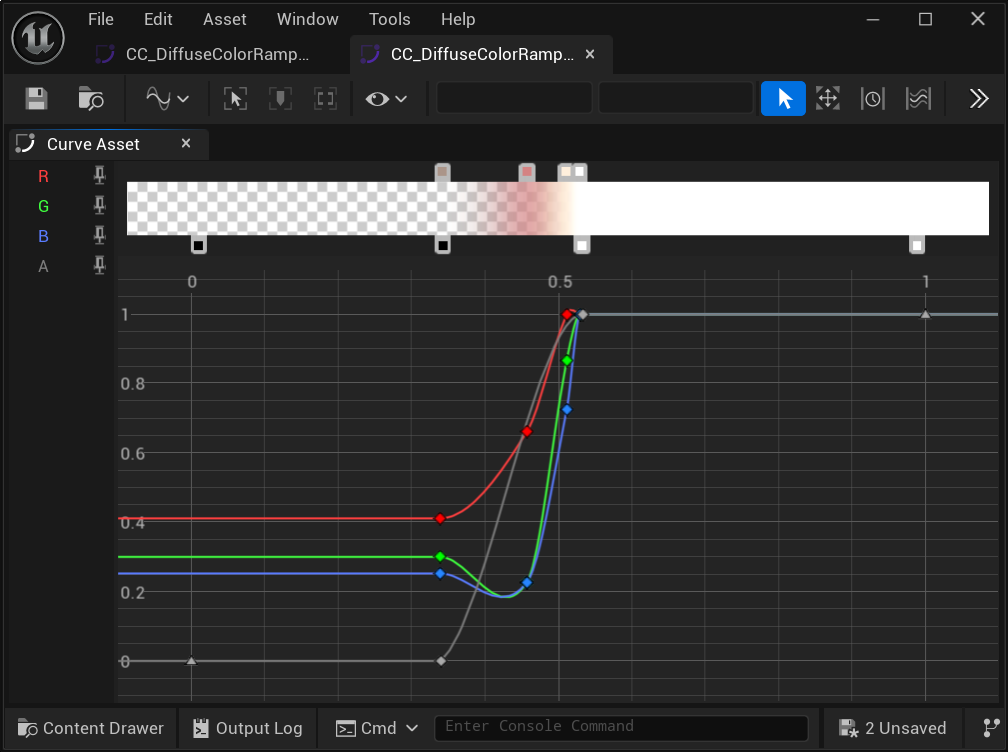 File Edit Asset Window Tools Help
CC_DiffuseColorRamp... CC_DiffuseColorRamp...
Curve Asset
R
G
B
A
0 0.5 1
1
0.8
0.6
0.4
0.2
0
Content Drawer Output Log Cmd Enter Console Command 2 Unsaved